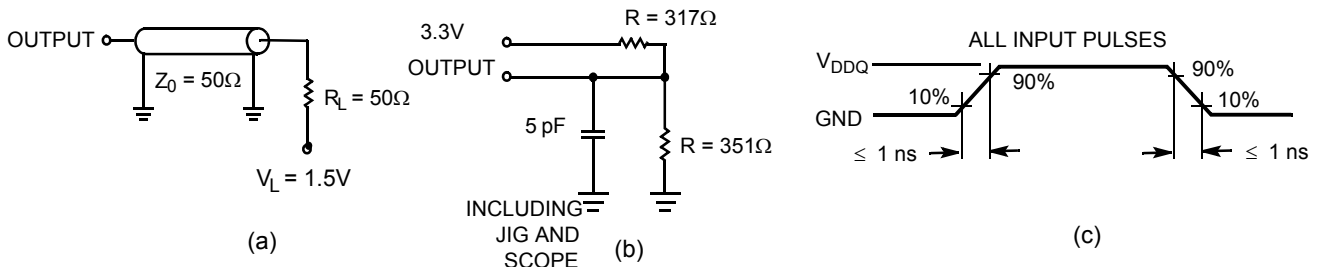 OUTPUT
Z0 = 50Ω
RL = 50Ω
VL = 1.5V
(a)
3.3V
R = 317Ω
OUTPUT
5 pF
R = 351Ω
INCLUDING
JIG AND
SCOPE
(b)
ALL INPUT PULSES
VDDQ
GND
10%
90%
90%
10%
≤ 1 ns
≤ 1 ns
(c)